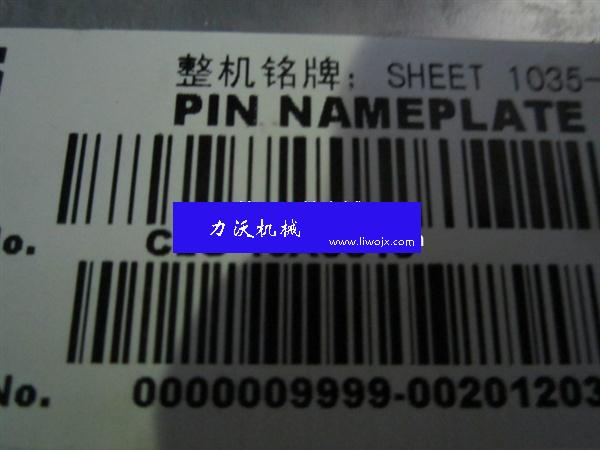 整机铭牌: SHEET 1035-
PIN NAMEPLATE
力沃机械
www.liwojx.com
No.
No. 0000009999-00201203